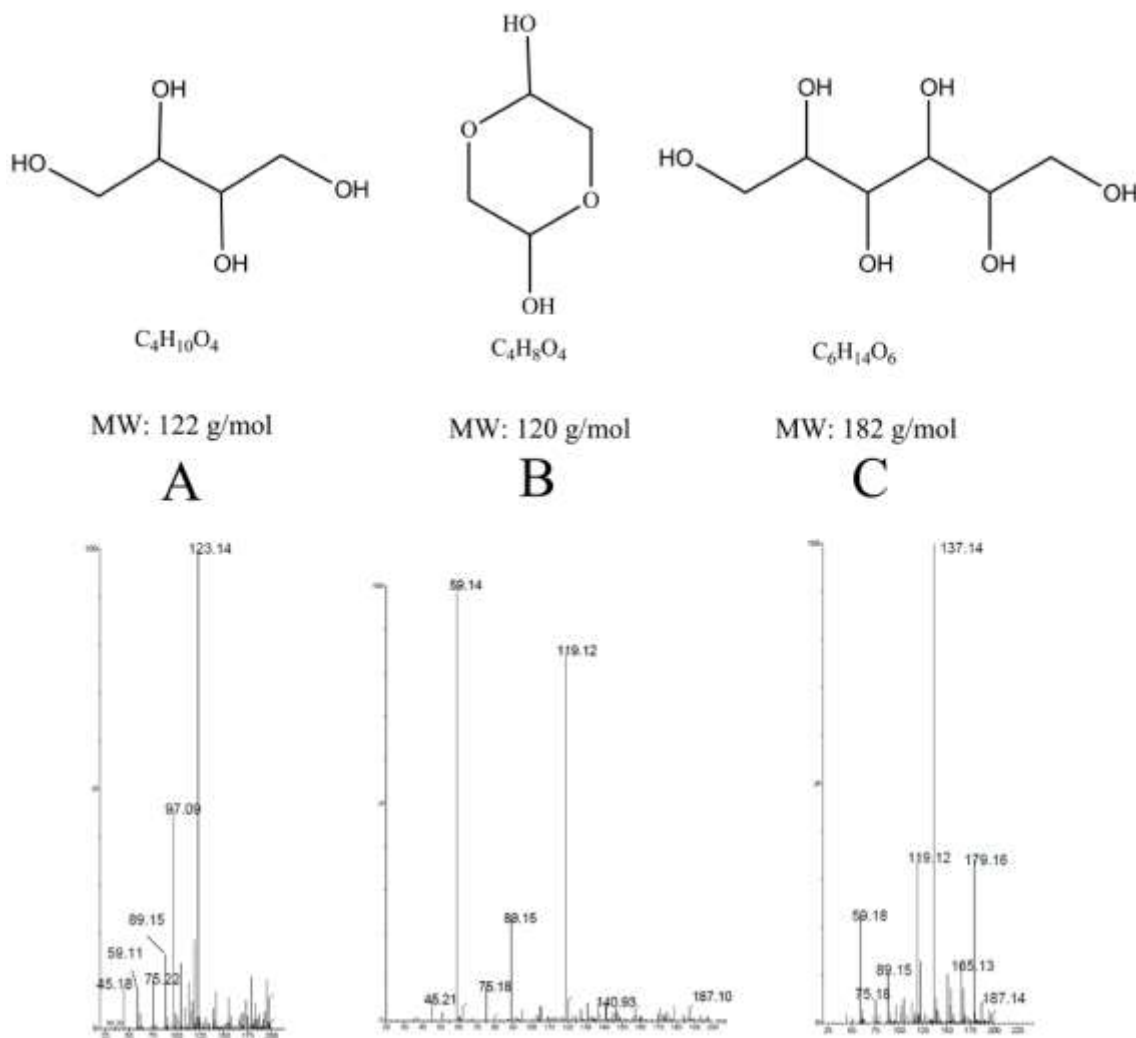 HO
OH
OH
OH
C4H10O4
MW: 122 g/mol
A
HO
O
O
OH
C4H8O4
MW: 120 g/mol
B
HO
OH
OH
OH
OH
OH
C6H14O6
MW: 182 g/mol
C
123.14
97.09
89.15
59.11
45.18
75.22
59.14
119.12
89.15
75.18
45.21
140.93
187.10
137.14
119.12
179.16
59.18
89.15
165.13
75.18
187.14